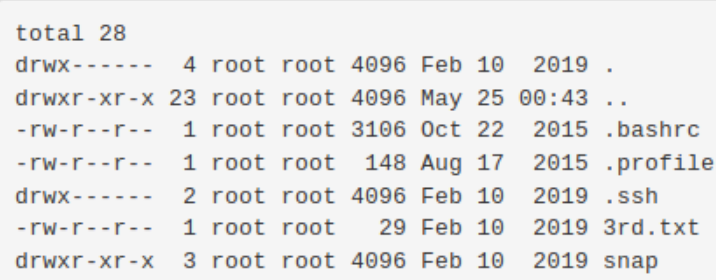 total 28
drwx------  4 root root 4096 Feb 10  2019 .
drwxr-xr-x 23 root root 4096 May 25 00:43 ..
-rw-r--r--  1 root root 3106 Oct 22  2015 .bashrc
-rw-r--r--  1 root root  148 Aug 17  2015 .profile
drwx------  2 root root 4096 Feb 10  2019 .ssh
-rw-r--r--  1 root root   29 Feb 10  2019 3rd.txt
drwxr-xr-x  3 root root 4096 Feb 10  2019 snap